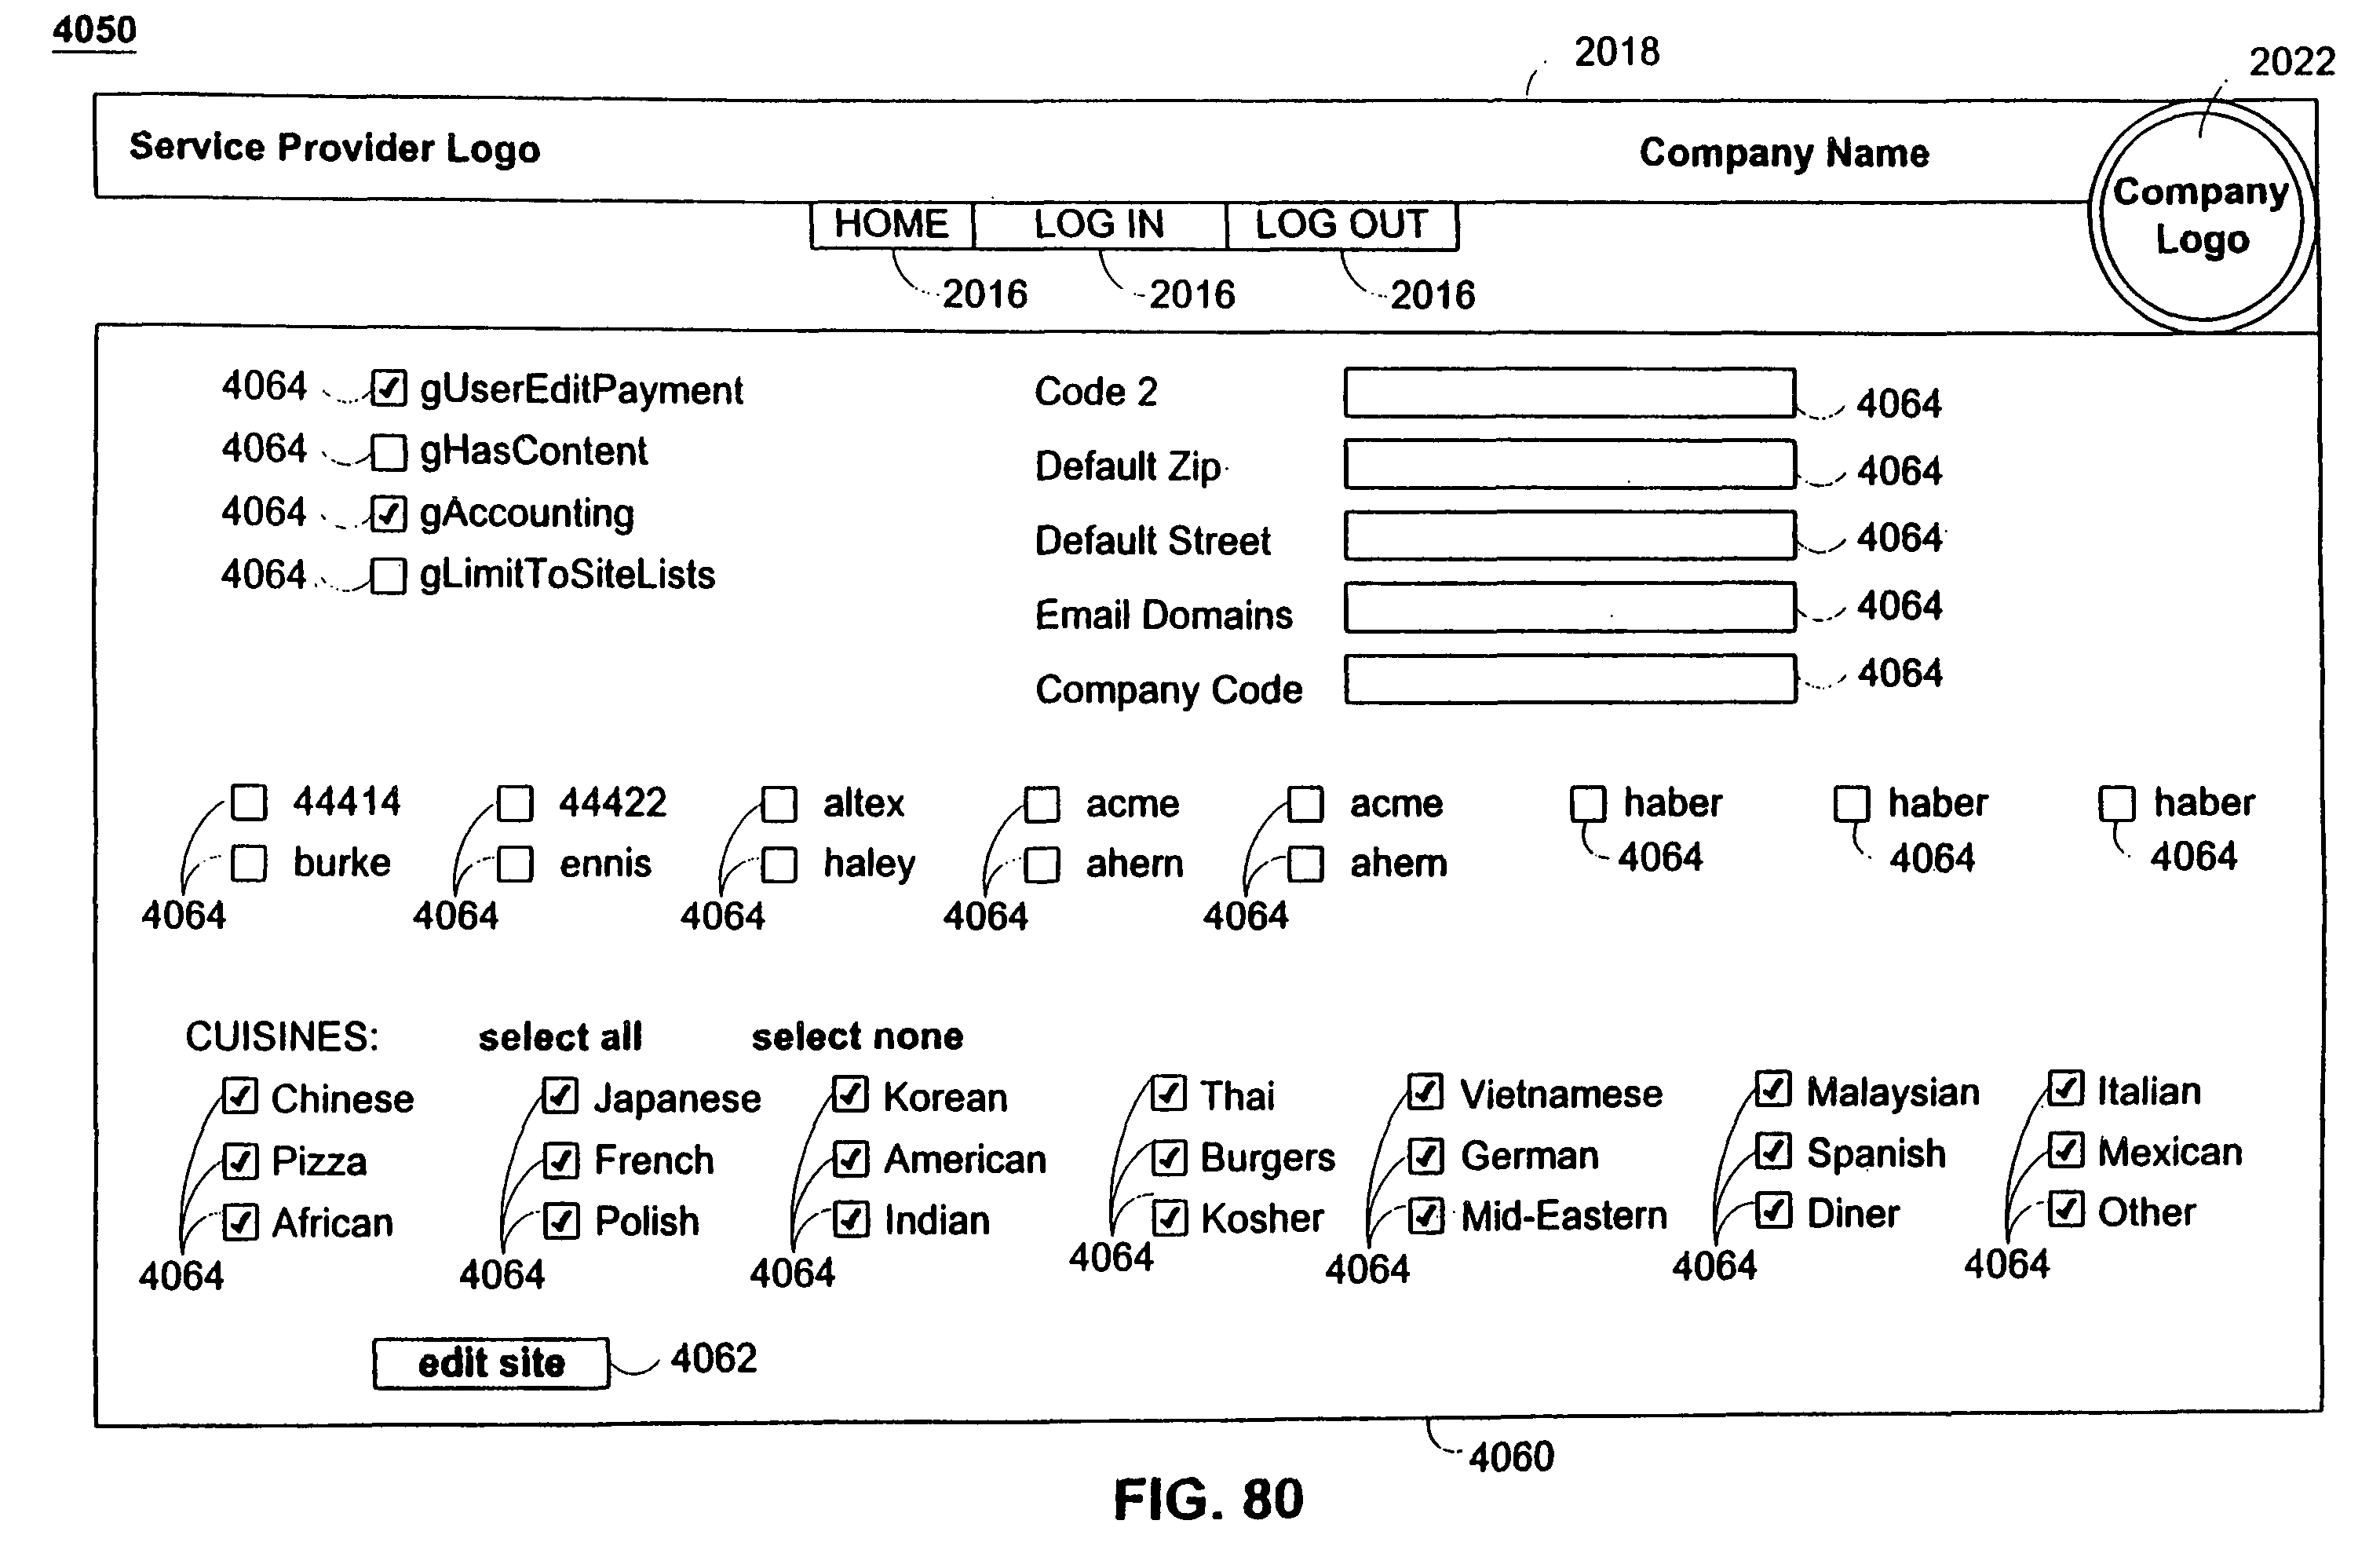 4050
2018
2022
Service Provider Logo
Company Name
Company
Logo
HOME LOG IN LOG OUT
2016 2016 2016
4064 gUserEditPayment
4064 gHasContent
4064 gAccounting
4064 gLimitToSiteLists
Code 2 4064
Default Zip 4064
Default Street 4064
Email Domains 4064
Company Code 4064
44414 44422 altex acme acme haber haber haber
burke ennis haley ahern ahern 4064 4064 4064
4064 4064 4064 4064 4064
CUISINES: select all select none
Chinese Japanese Korean Thai Vietnamese Malaysian Italian
Pizza French American Burgers German Spanish Mexican
African Polish Indian Kosher Mid-Eastern Diner Other
4064 4064 4064 4064 4064 4064 4064
edit site 4062
4060
FIG. 80